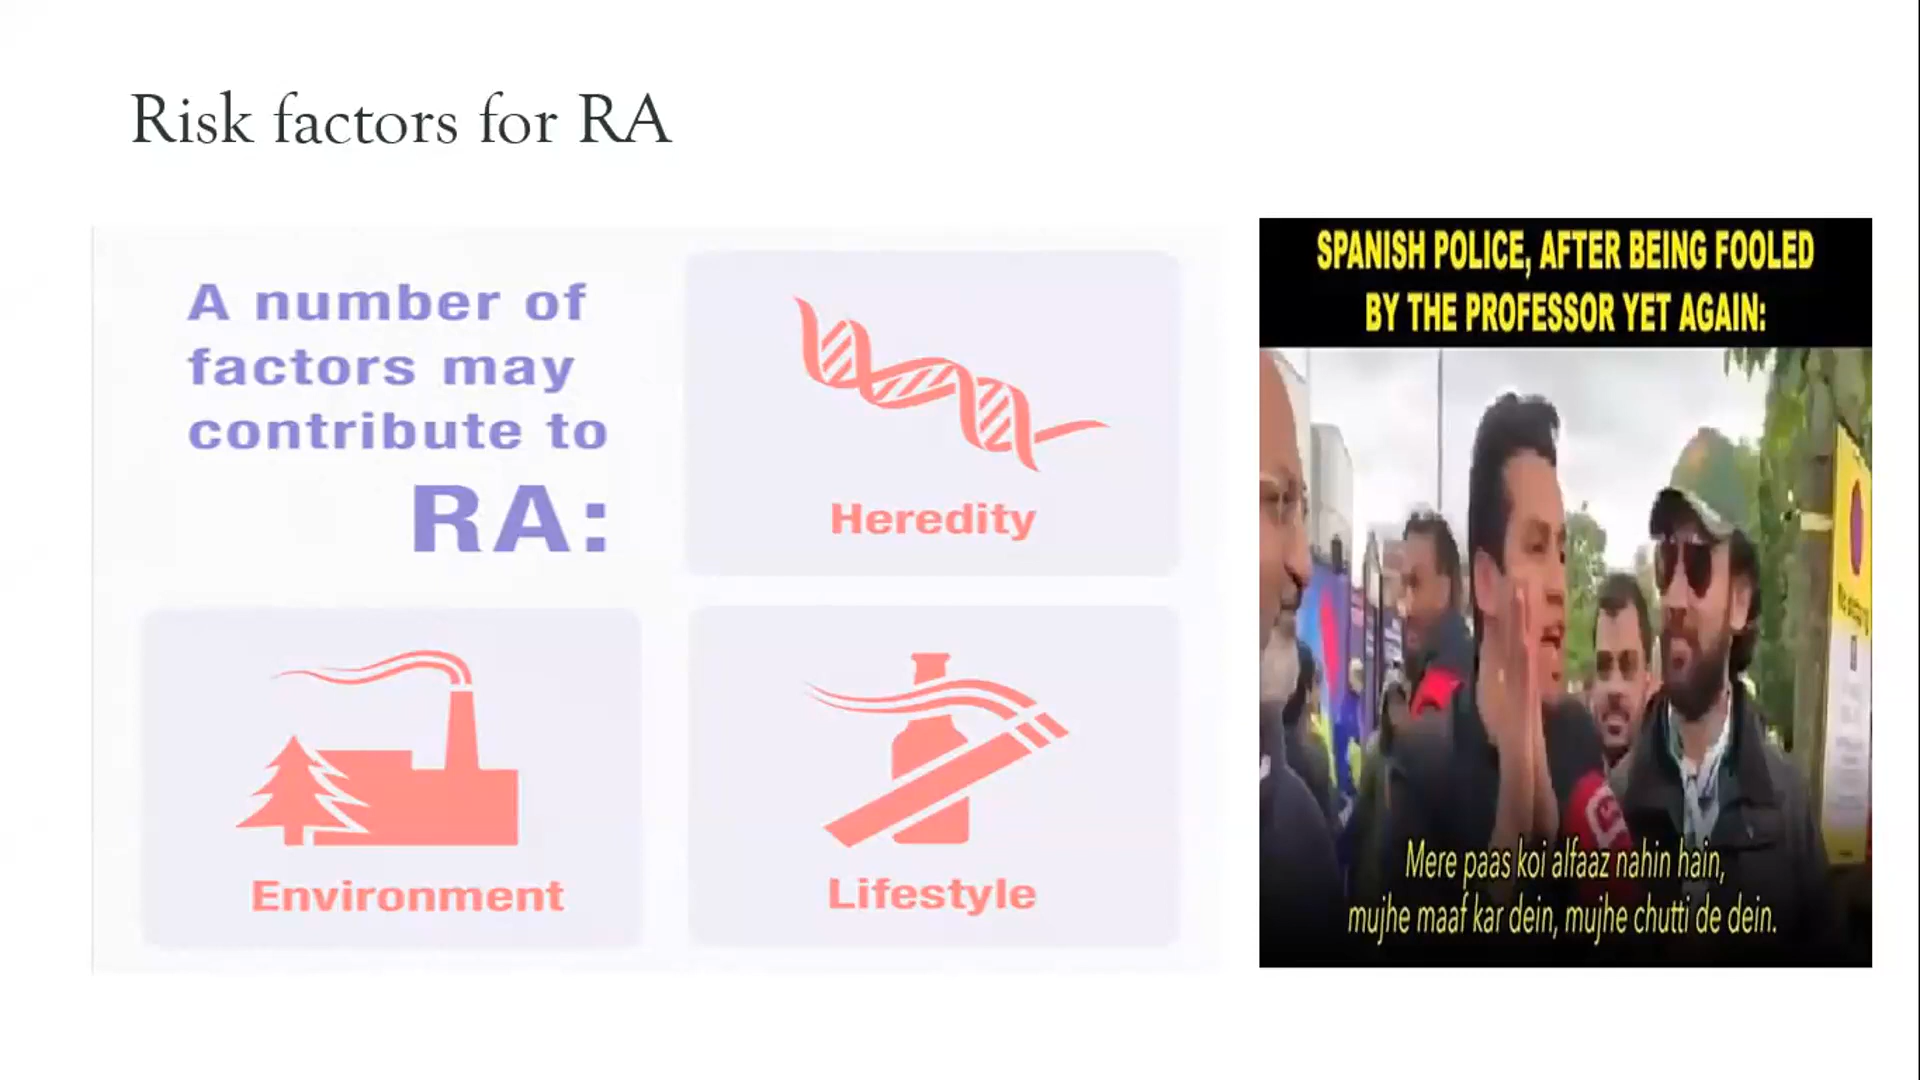 Risk factors for RA
A number of
factors may
contribute to
RA:
Heredity
Environment
Lifestyle
SPANISH POLICE, AFTER BEING FOOLED
BY THE PROFESSOR YET AGAIN:
Mere paas koi alfaaz nahin hain,
mujhe maaf kar dein, mujhe chutti de dein.